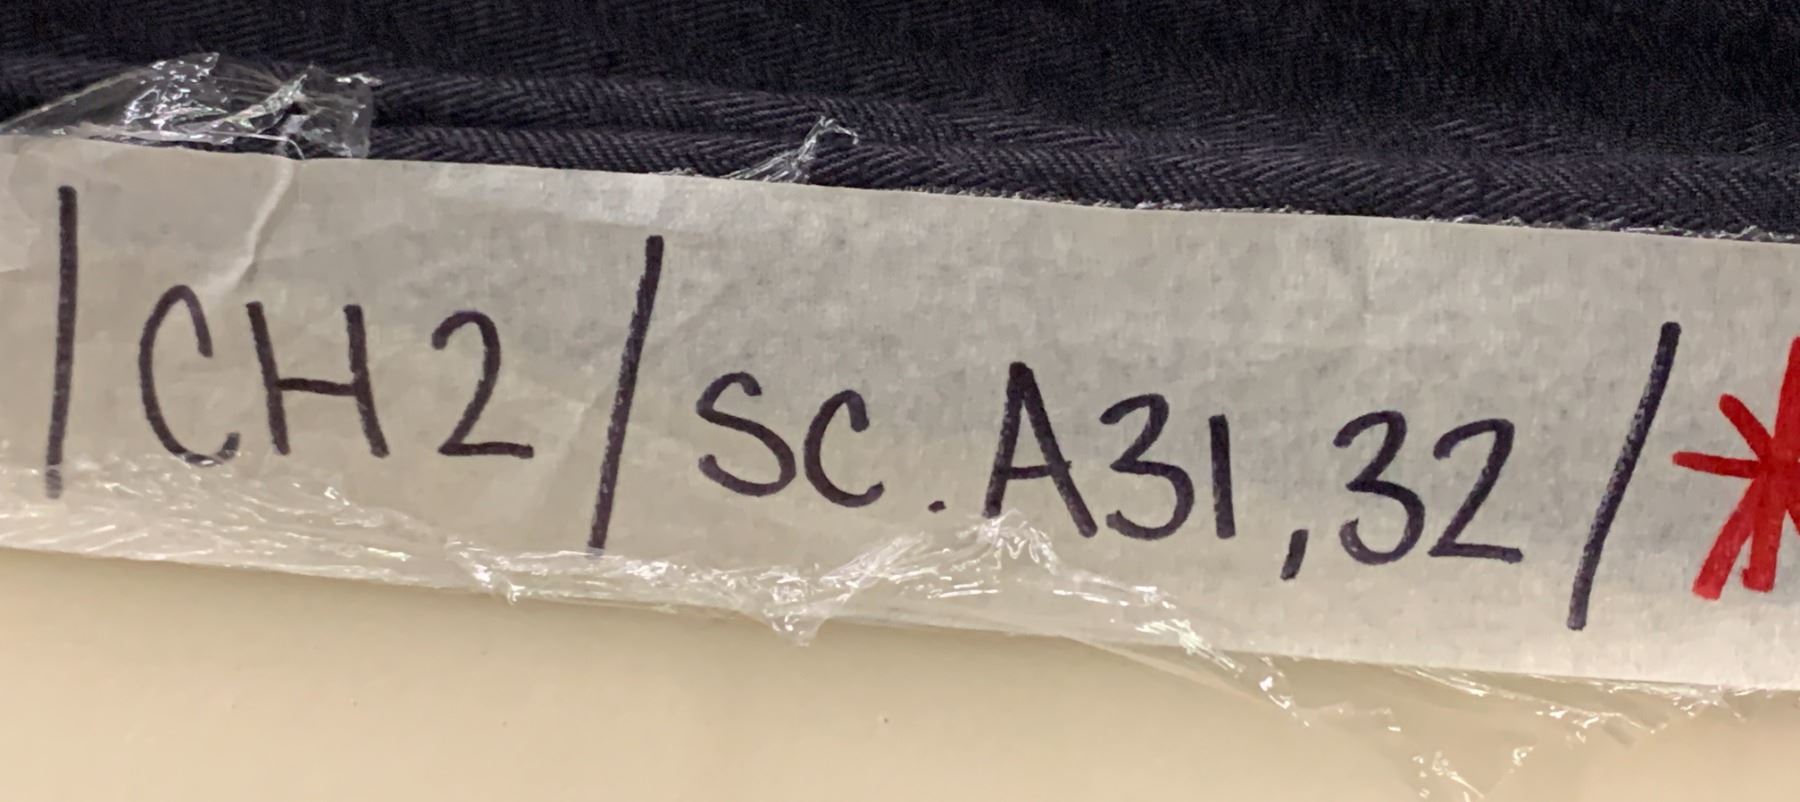 / CH2 / SC. A31, 32 / *